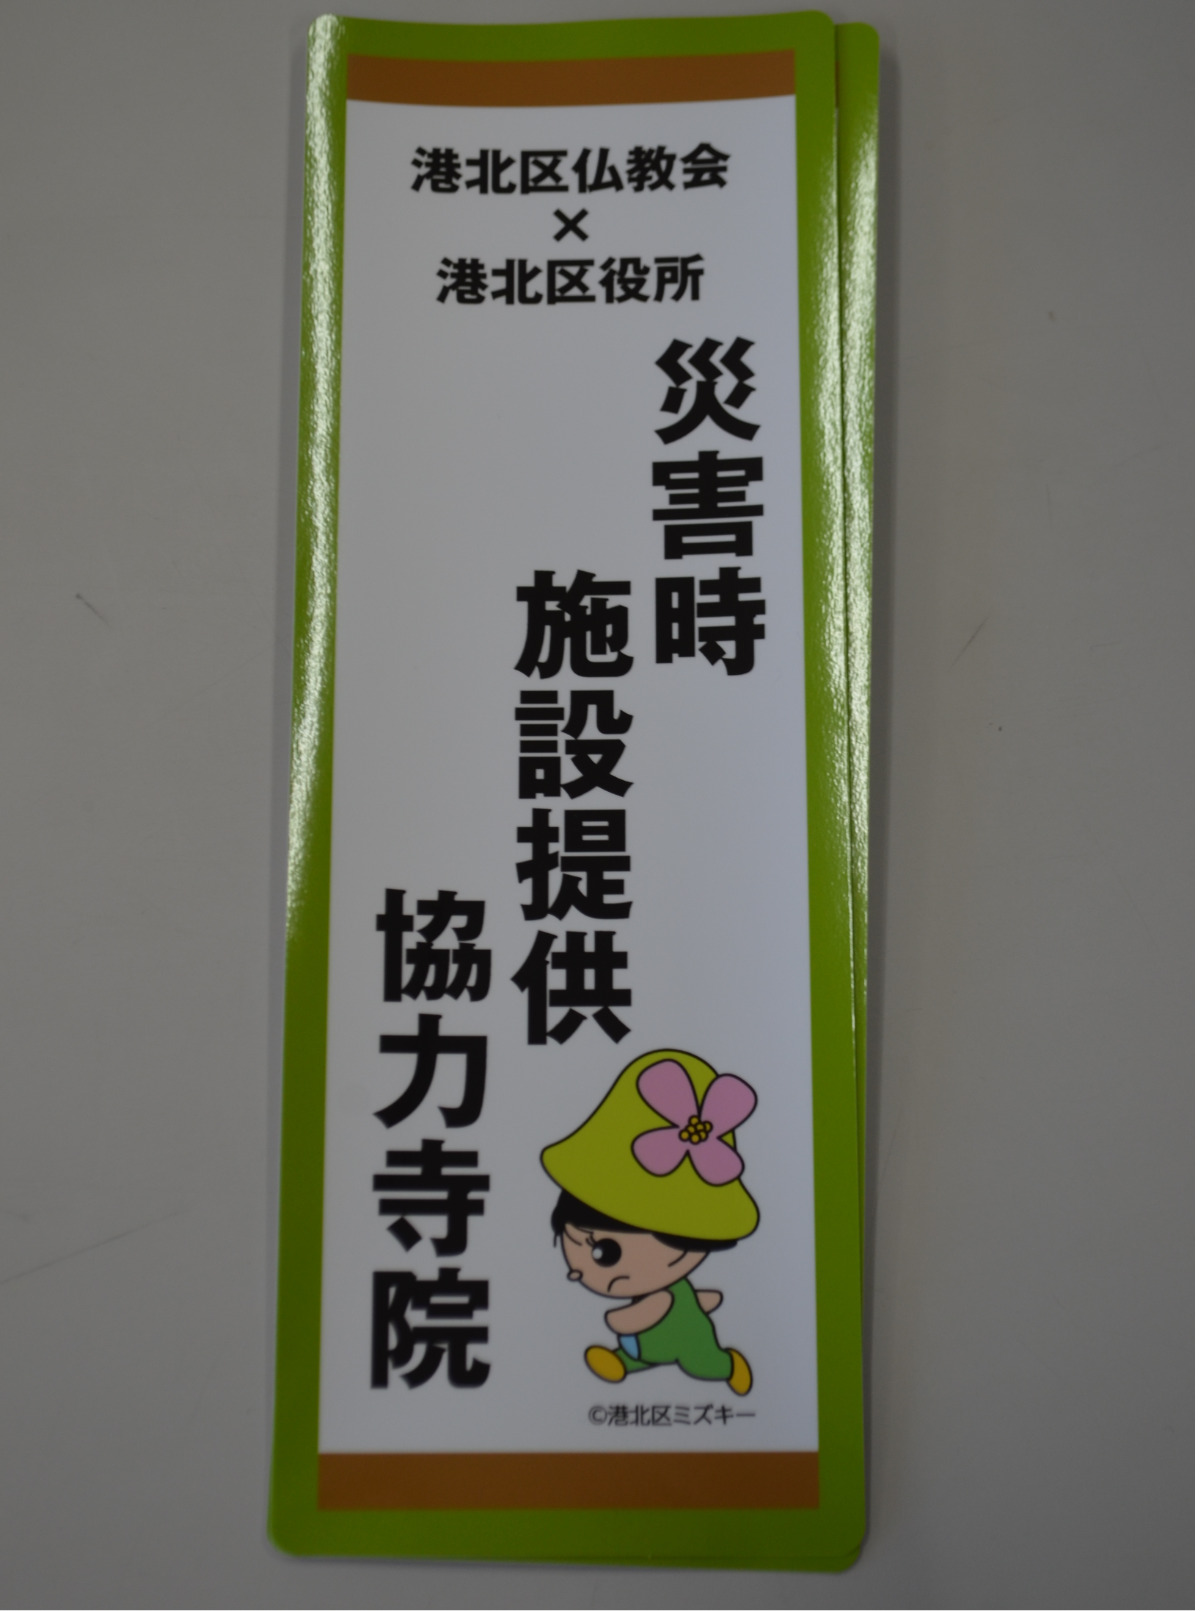 港北区仏教会
×
港北区役所
災害時
施設提供
協力寺院
©港北区ミズキー